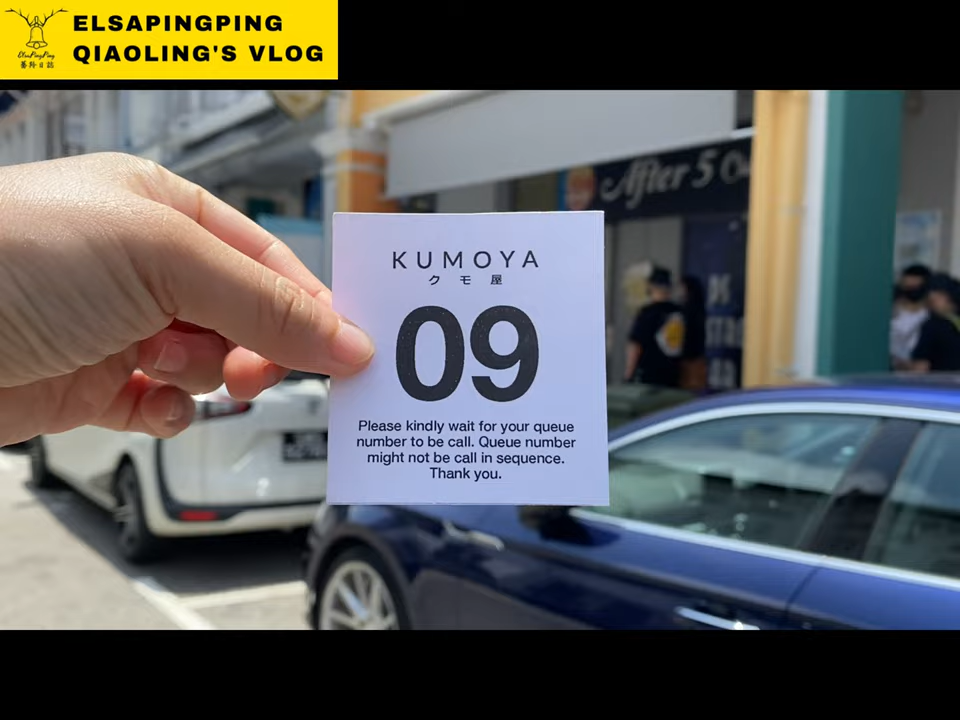 ELSAPINGPING
QIAOLING'S VLOG
ElsaPingPing
After 5 O
KUMOYA
クモ屋
09
Please kindly wait for your queue
number to be call. Queue number
might not be call in sequence.
Thank you.